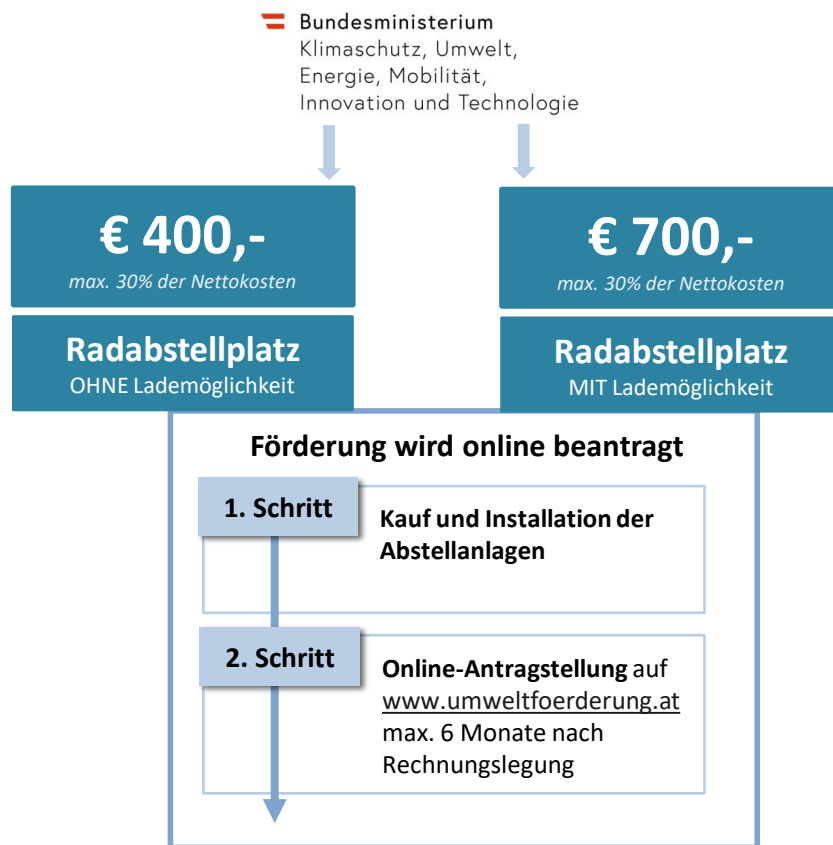 Bundesministerium
Klimaschutz, Umwelt,
Energie, Mobilität,
Innovation und Technologie
€ 400,-
max. 30% der Nettokosten
Radabstellplatz
OHNE Lademöglichkeit
€ 700,-
max. 30% der Nettokosten
Radabstellplatz
MIT Lademöglichkeit
Förderung wird online beantragt
1. Schritt
Kauf und Installation der
Abstellanlagen
2. Schritt
Online-Antragstellung auf
www.umweltfoerderung.at
max. 6 Monate nach
Rechnungslegung